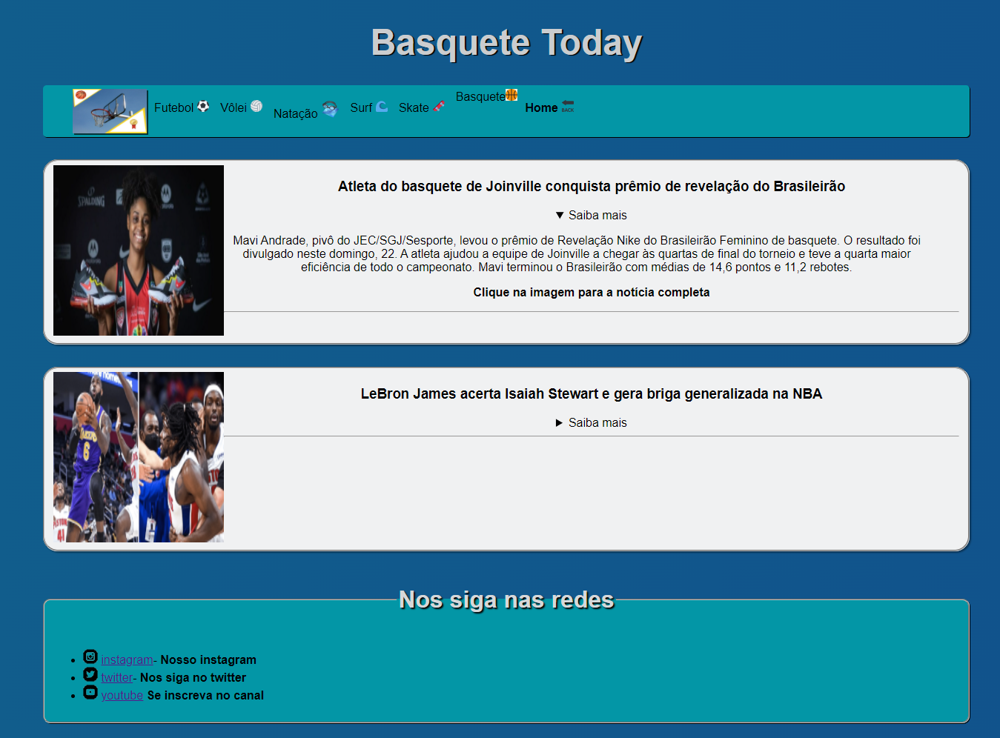 Basquete Today
Futebol
Vôlei
Natação
Surf
Skate
Basquete
Home
BACK
SPALDING
Atleta do basquete de Joinville conquista prêmio de revelação do Brasileirão
▼ Saiba mais
Mavi Andrade, pivô do JEC/SGJ/Sesporte, levou o prêmio de Revelação Nike do Brasileirão Feminino de basquete. O resultado foi
divulgado neste domingo, 22. A atleta ajudou a equipe de Joinville a chegar às quartas de final do torneio e teve a quarta maior
eficiência de todo o campeonato. Mavi terminou o Brasileirão com médias de 14,6 pontos e 11,2 rebotes.
Clique na imagem para a notícia completa
6
LeBron James acerta Isaiah Stewart e gera briga generalizada na NBA
▶ Saiba mais
Nos siga nas redes
• instagram- Nosso instagram
• twitter- Nos siga no twitter
• youtube Se inscreva no canal